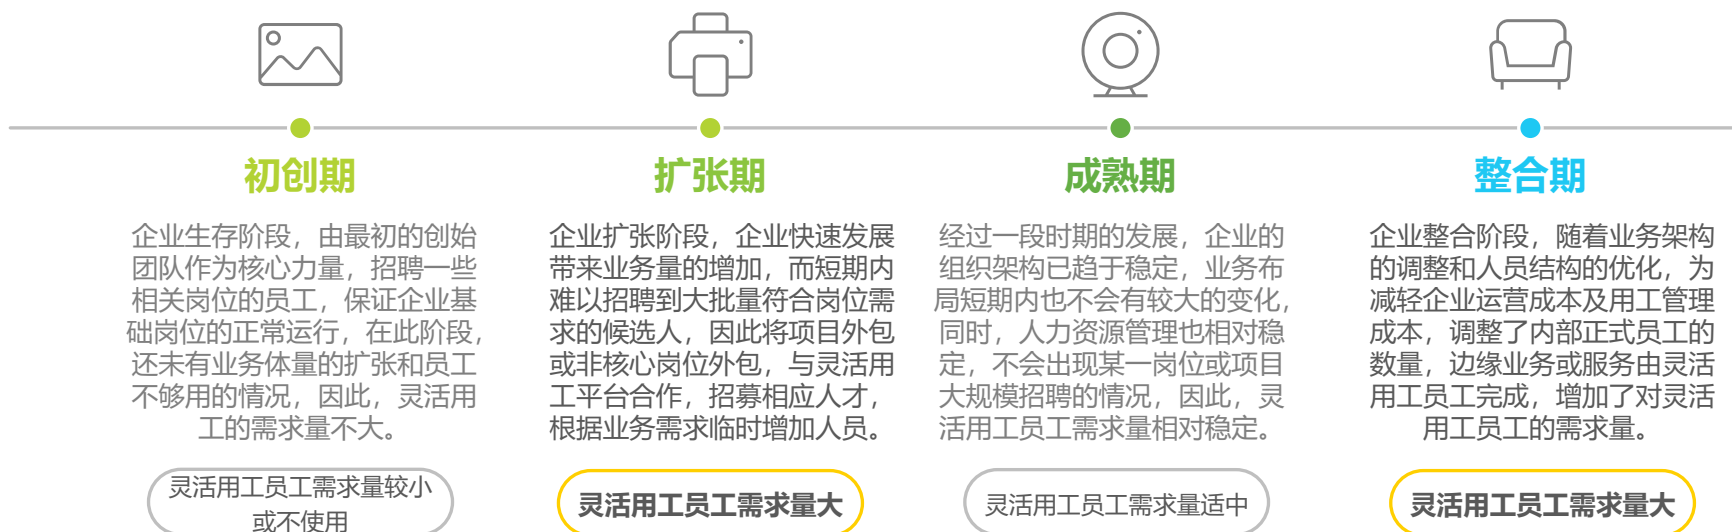 初创期
企业生存阶段，由最初的创始
团队作为核心力量，招聘一些
相关岗位的员工，保证企业基
础岗位的正常运行，在此阶段，
还未有业务体量的扩张和员工
不够用的情况，因此，灵活用
工的需求量不大。
灵活用工员工需求量较小
或不使用
扩张期
企业扩张阶段，企业快速发展
带来业务量的增加，而短期内
难以招聘到大批量符合岗位需
求的候选人，因此将项目外包
或非核心岗位外包，与灵活用
工平台合作，招募相应人才，
根据业务需求临时增加人员。
灵活用工员工需求量大
成熟期
经过一段时期的发展，企业的
组织架构已趋于稳定，业务布
局短期内也不会有较大的变化，
同时，人力资源管理也相对稳
定，不会出现某一岗位或项目
大规模招聘的情况，因此，灵
活用工员工需求量相对稳定。
灵活用工员工需求量适中
整合期
企业整合阶段，随着业务架构
的调整和人员结构的优化，为
减轻企业运营成本及用工管理
成本，调整了内部正式员工的
数量，边缘业务或服务由灵活
用工员工完成，增加了对灵活
用工员工的需求量。
灵活用工员工需求量大